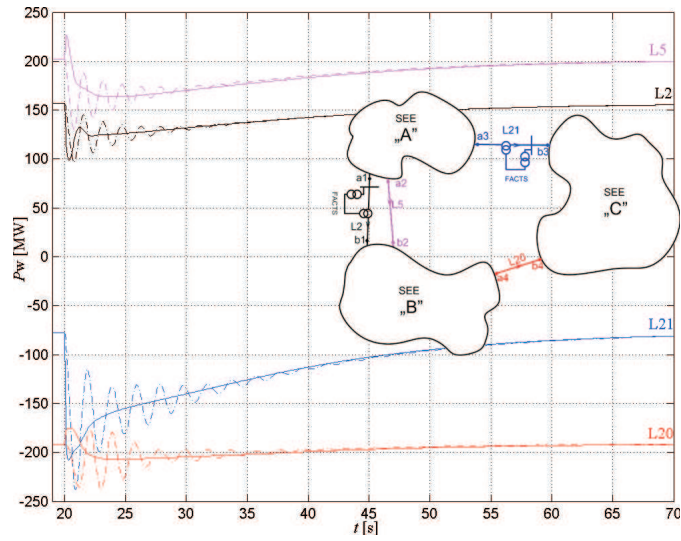 Pw [MW]
250
200
150
100
50
0
-50
-100
-150
-200
-250
L5
L2
L21
L20
SEE
„A”
a3
L21
b3
FACTS
SEE
„C”
a1
a2
FACTS
L5
L2
b1
b2
L20
a4
b4
SEE
„B”
20 25 30 35 40 45 50 55 60 65 70
t [s]